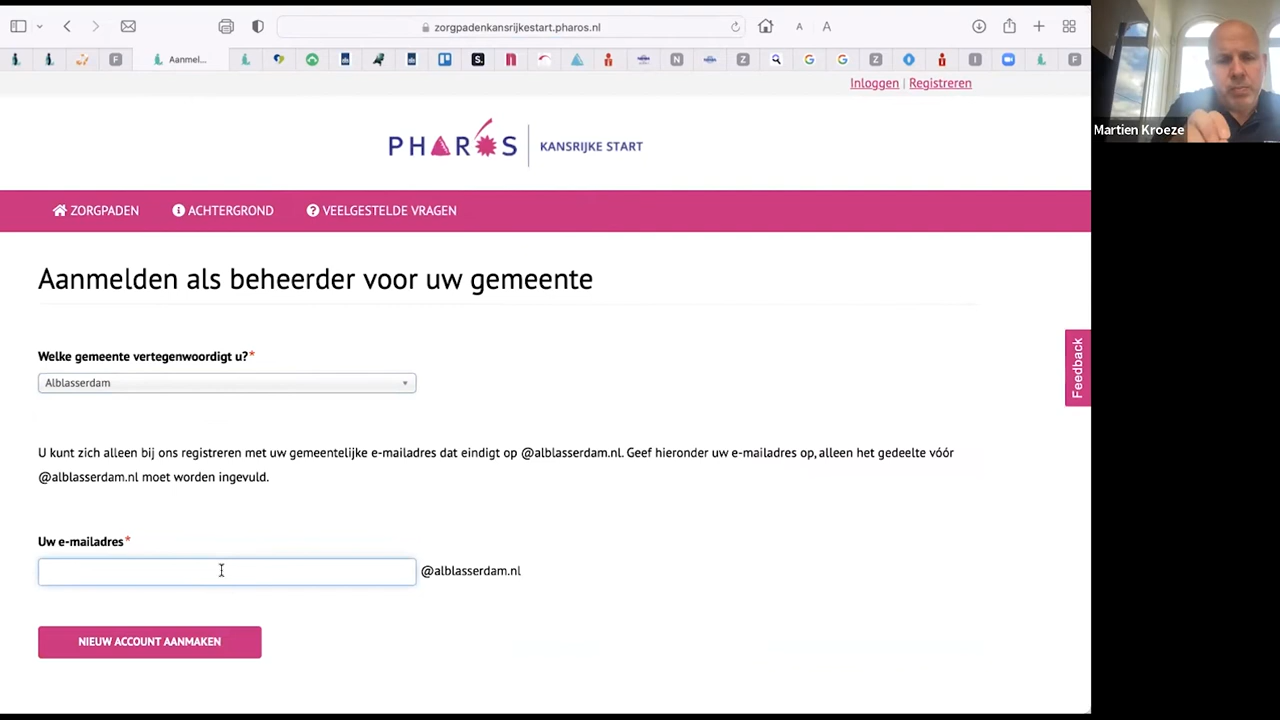 zorgpadenkansrijkestart.pharos.nl
A A
F Aanmel... S. N Z G G Z I F
Inloggen | Registreren
PHAROS | KANSRIJKE START
ZORGPADEN ACHTERGROND VEELGESTELDE VRAGEN
Aanmelden als beheerder voor uw gemeente
Welke gemeente vertegenwoordigt u?*
Alblasserdam
U kunt zich alleen bij ons registreren met uw gemeentelijke e-mailadres dat eindigt op @alblasserdam.nl. Geef hieronder uw e-mailadres op, alleen het gedeelte vóór
@alblasserdam.nl moet worden ingevuld.
Uw e-mailadres*
@alblasserdam.nl
NIEUW ACCOUNT AANMAKEN
Feedback
Martien Kroeze